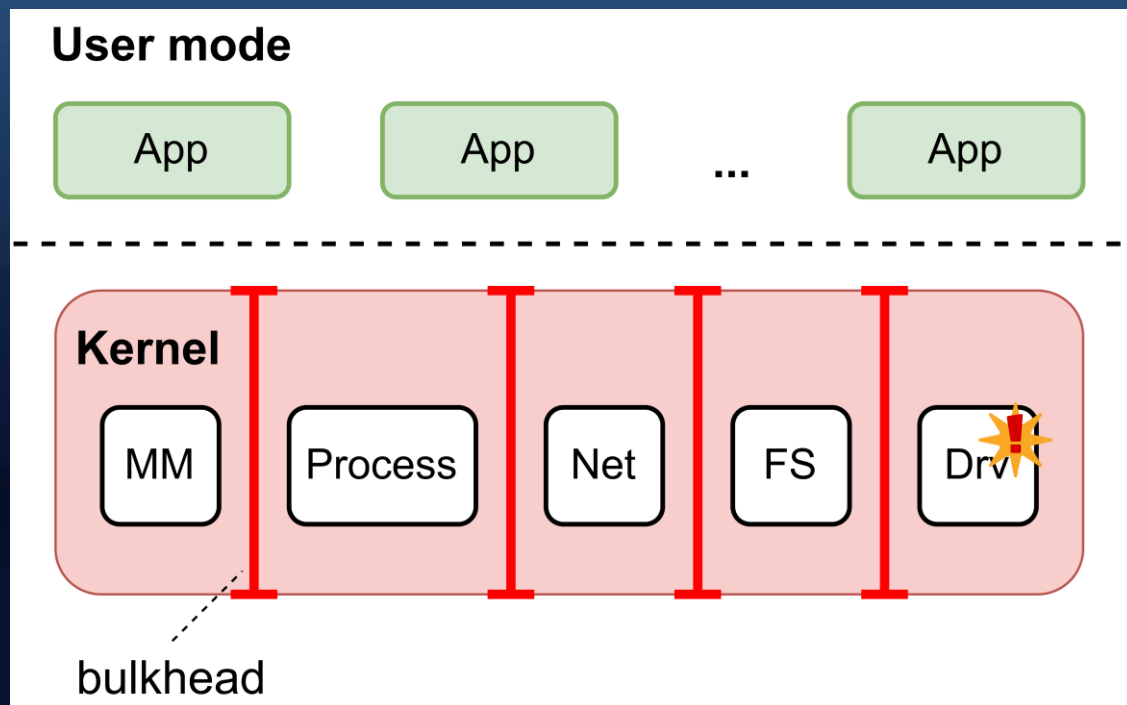 User mode
App
App
...
App
Kernel
MM
Process
Net
FS
Drv
!
bulkhead